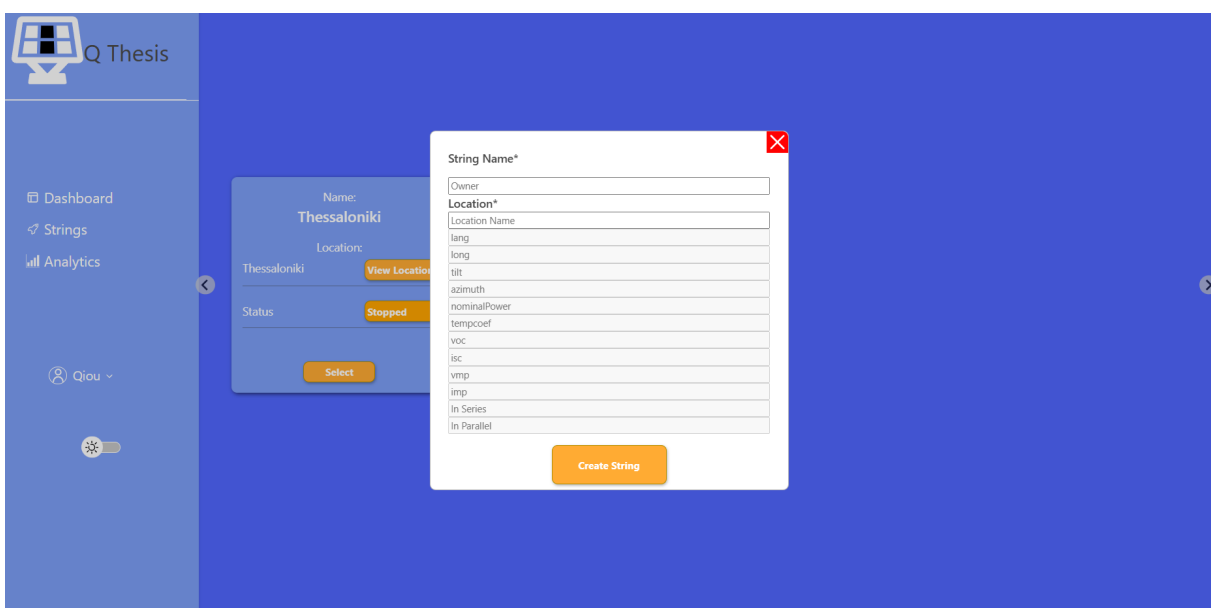 Q Thesis
Dashboard
Strings
Analytics
Qiou
Name:
Thessaloniki
Location:
Thessaloniki
View Location
Status
Stopped
Select
String Name*
Owner
Location*
Location Name
lang
long
tilt
azimuth
nominalPower
tempcoef
voc
isc
vmp
imp
In Series
In Parallel
Create String